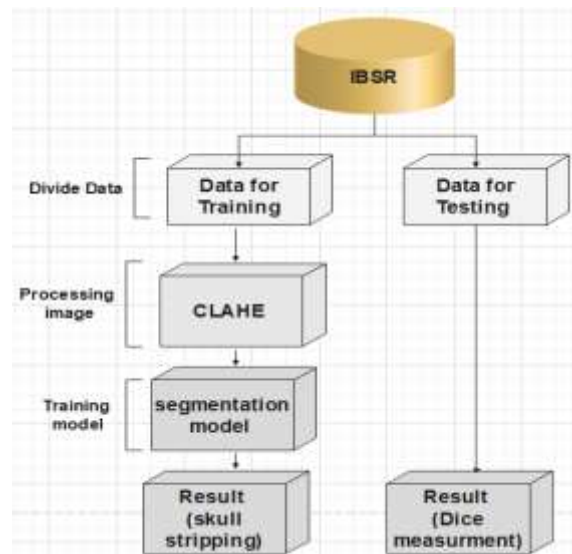 IBSR
Divide Data
Data for
Training
Data for
Testing
Processing
image
CLAHE
Training
model
segmentation
model
Result
(skull
stripping)
Result
(Dice
measurment)